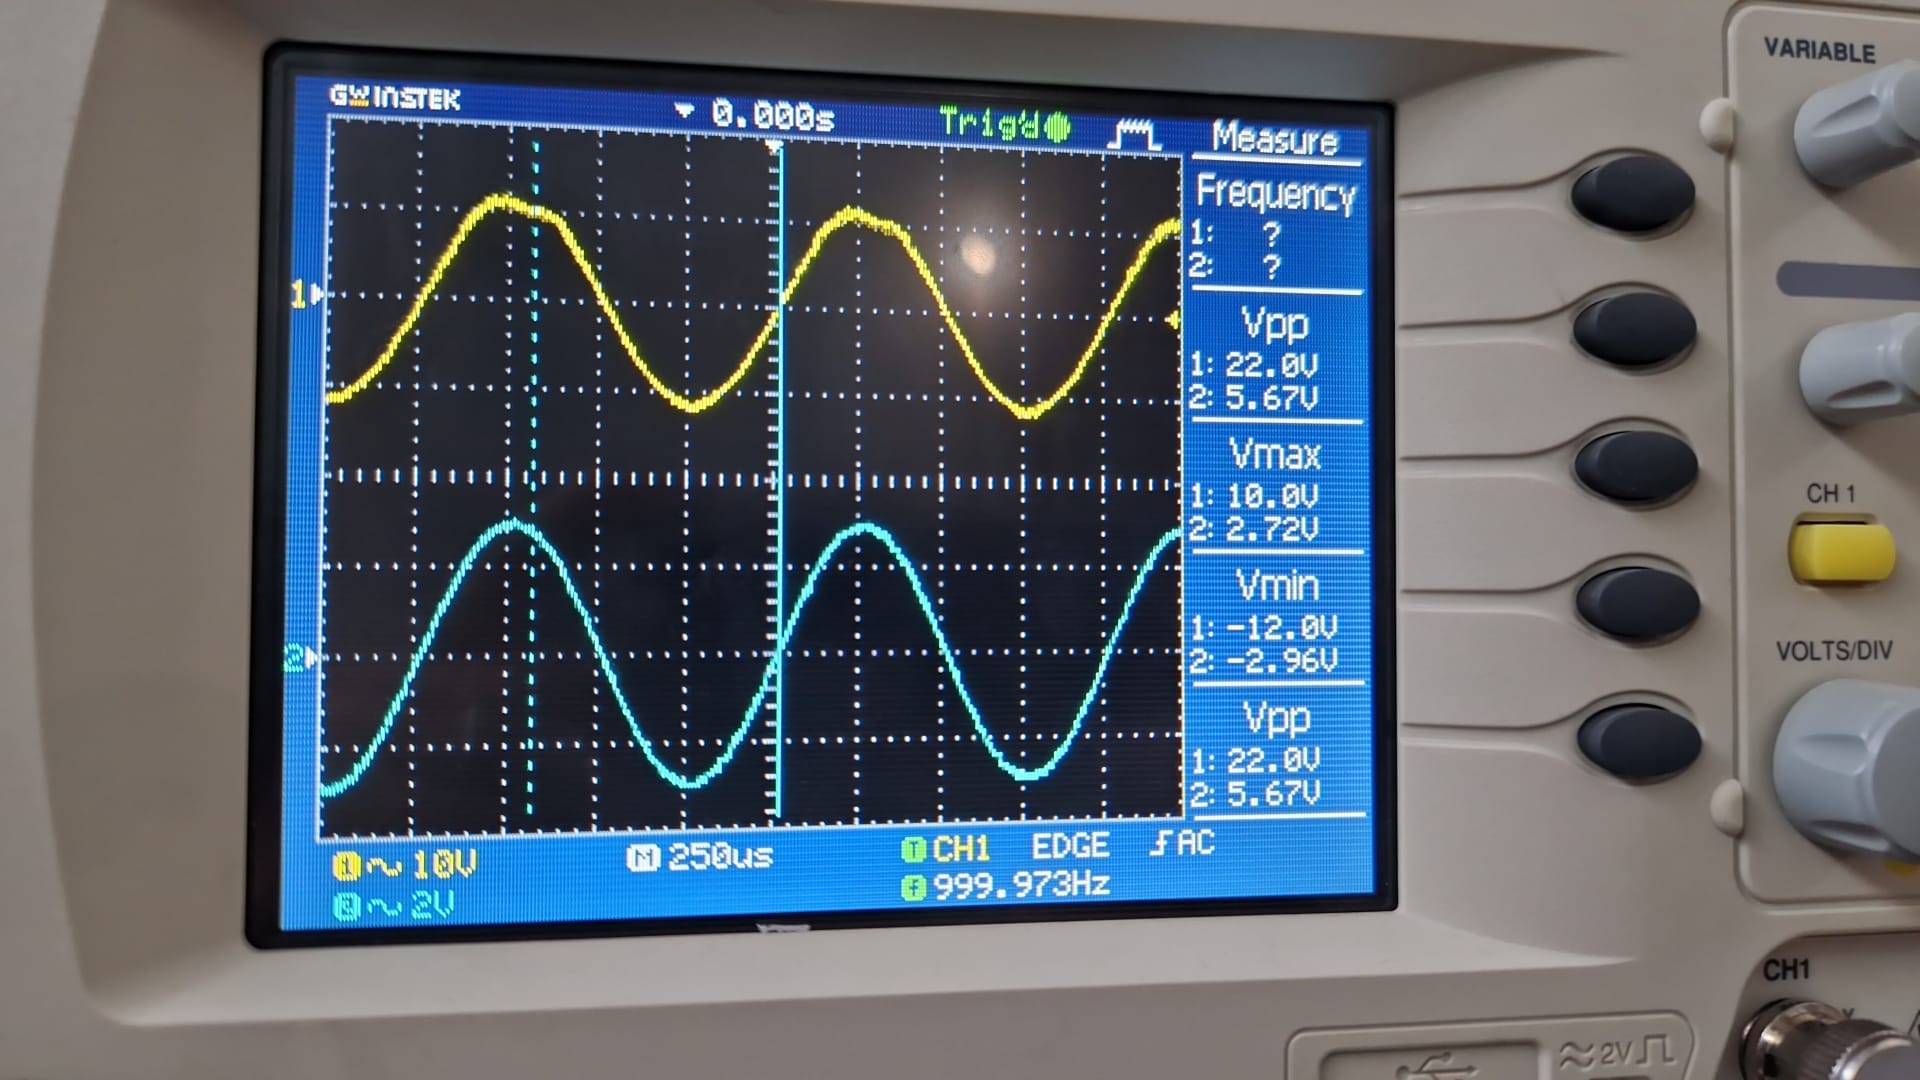 GWINSTEK
0.000s
Trig'd
Measure
Frequency
1: ?
2: ?
Vpp
1: 22.0V
2: 5.67V
Vmax
1: 10.0V
2: 2.72V
Vmin
1: -12.0V
2: -2.96V
Vpp
1: 22.0V
2: 5.67V
1
2
1 ~ 10V
M 250us
T CH1 EDGE AC
2 ~ 2V
f 999.973Hz
VARIABLE
CH 1
VOLTS/DIV
CH1
2V